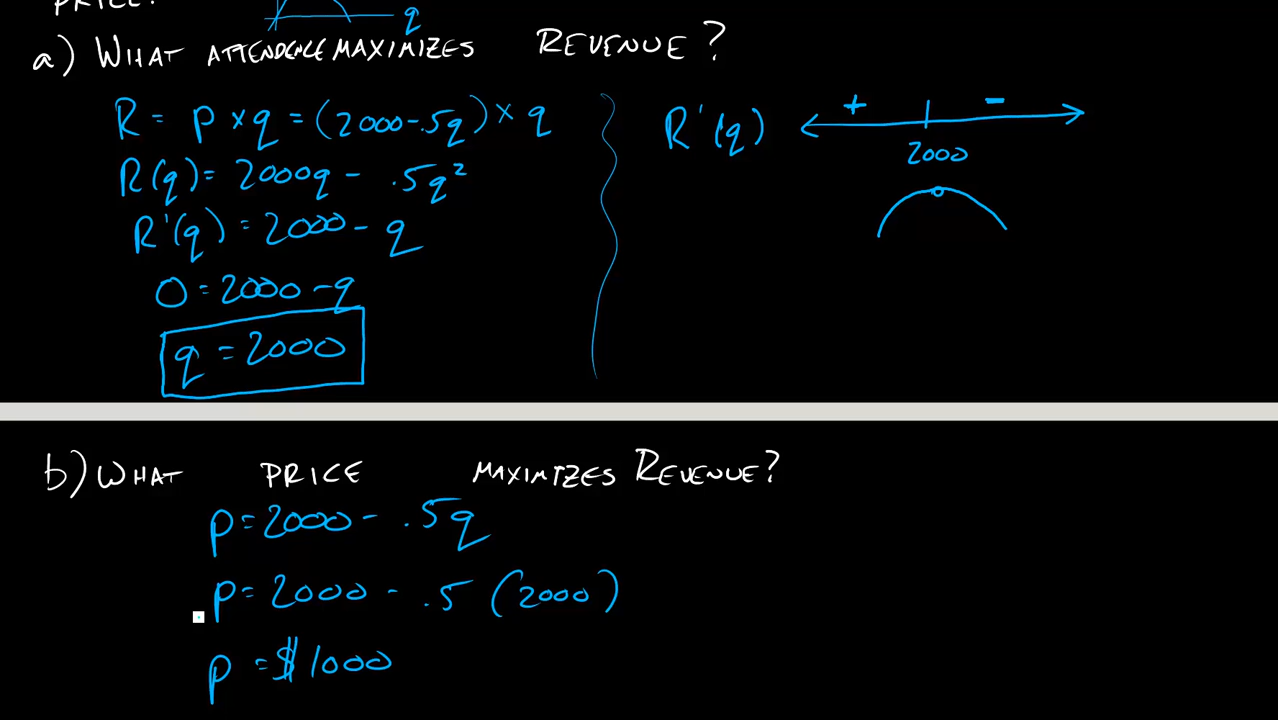 PRICE?
q
a) WHAT ATTENDENCE MAXIMIZES REVENUE?
R = p × q = (2000 - .5q) × q
R(q) = 2000q - .5q²
R'(q) = 2000 - q
0 = 2000 - q
q = 2000
R'(q) + -
2000
b) WHAT PRICE MAXIMIZES REVENUE?
p = 2000 - .5q
p = 2000 - .5 (2000)
p = $1000